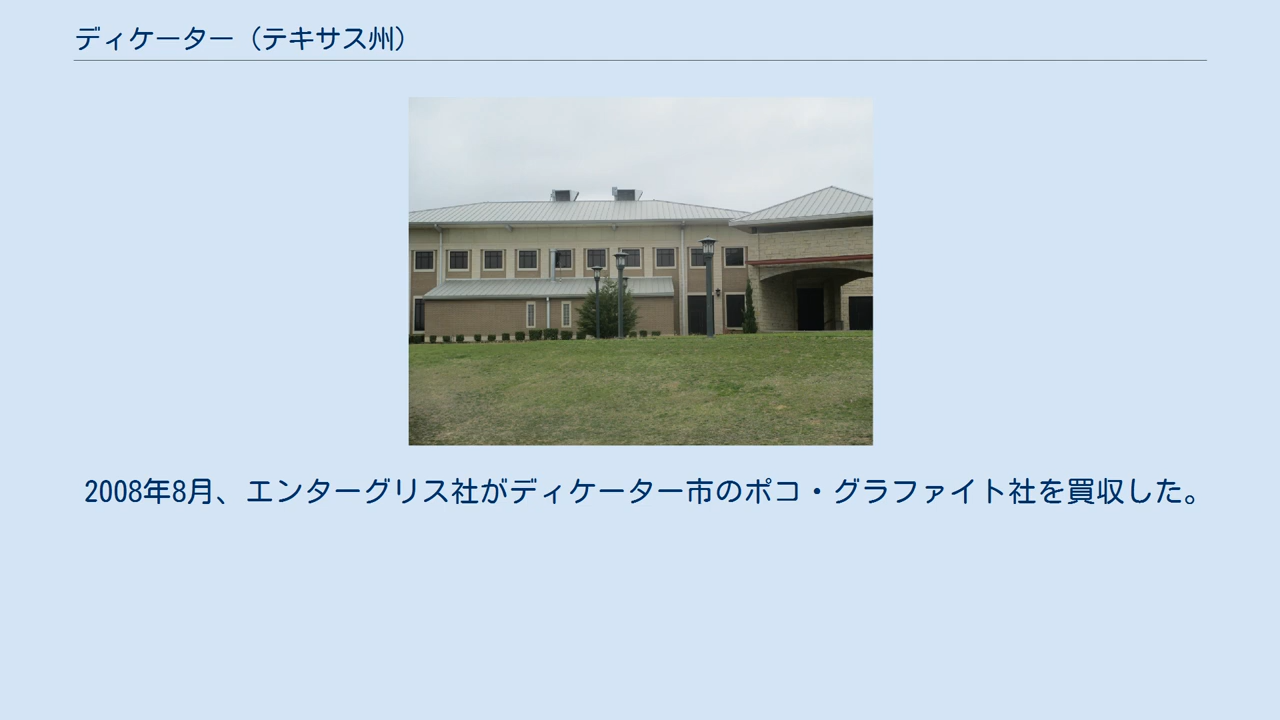 ディケーター（テキサス州）
2008年8月、エンターグリス社がディケーター市のポコ・グラファイト社を買収した。